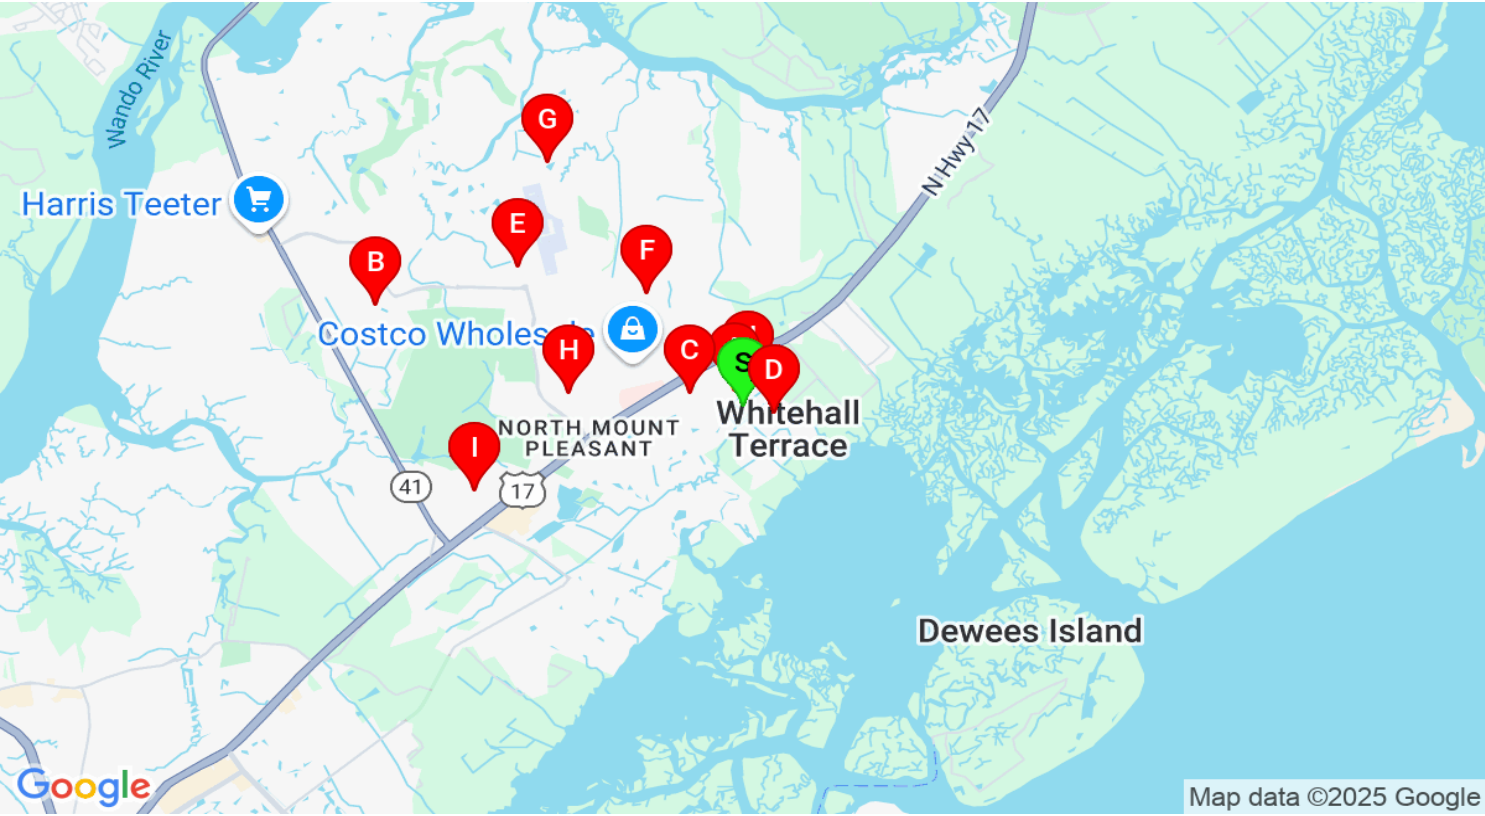 Wando River
G
N Hwy 17
Harris Teeter
E
F
B
Costco Wholes
H
C
S
D
Whitehall
Terrace
NORTH MOUNT
PLEASANT
I
41
17
Dewees Island
Google
Map data ©2025 Google